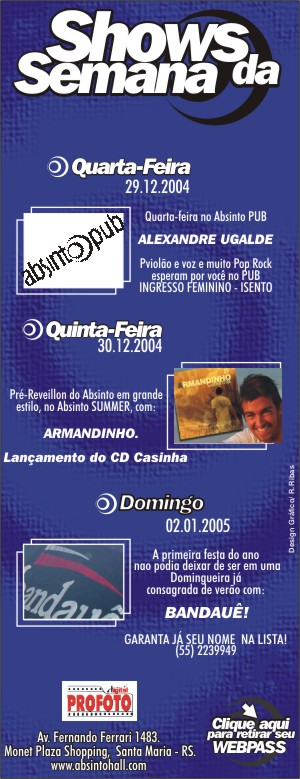 Shows
da
Semana
Quarta-Feira
29.12.2004
absinto pub
Quarta-feira no Absinto PUB
ALEXANDRE UGALDE
Pviolão e voz e muito Pop Rock
esperam por você no PUB
INGRESSO FEMININO - ISENTO
Quinta-Feira
30.12.2004
Pré-Reveillon do Absinto em grande
estilo, no Absinto SUMMER, com:
ARMANDINHO.
Lançamento do CD Casinha
ARMANDINHO
Domingo
02.01.2005
A primeira festa do ano
nao podia deixar de ser em uma
Domingueira já
consagrada de verão com:
BANDAUÊ!
GARANTA JÁ SEU NOME NA LISTA!
(55) 2239949
Design Gráfico/ R.Ribas
digital
PROFOTO
Av. Fernando Ferrari 1483.
Monet Plaza Shopping, Santa Maria - RS.
www.absintohall.com
Clique aqui
para retirar seu
WEBPASS